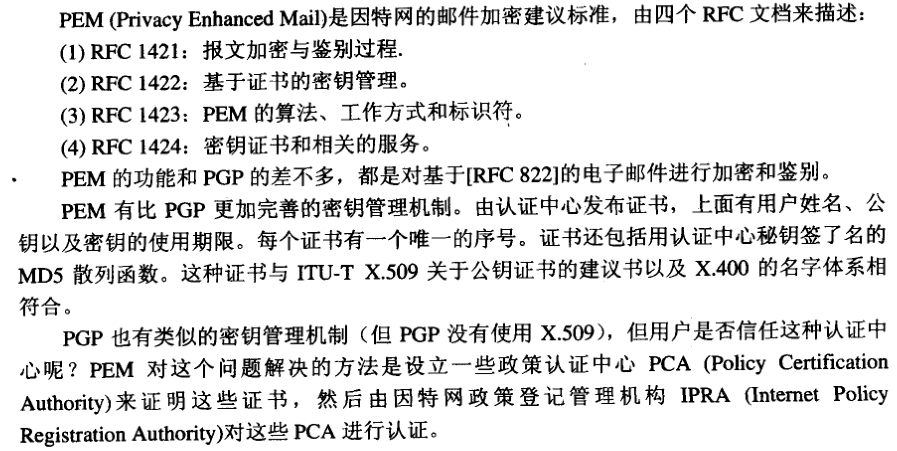 PEM (Privacy Enhanced Mail)是因特网的邮件加密建议标准，由四个 RFC 文档来描述：
(1) RFC 1421：报文加密与鉴别过程.
(2) RFC 1422：基于证书的密钥管理。
(3) RFC 1423：PEM 的算法、工作方式和标识符。
(4) RFC 1424：密钥证书和相关的服务。
PEM 的功能和 PGP 的差不多，都是对基于[RFC 822]的电子邮件进行加密和鉴别。
PEM 有比 PGP 更加完善的密钥管理机制。由认证中心发布证书，上面有用户姓名、公
钥以及密钥的使用期限。每个证书有一个唯一的序号。证书还包括用认证中心秘钥签了名的
MD5 散列函数。这种证书与 ITU-T X.509 关于公钥证书的建议书以及 X.400 的名字体系相
符合。
PGP 也有类似的密钥管理机制（但 PGP 没有使用 X.509），但用户是否信任这种认证中
心呢？PEM 对这个问题解决的方法是设立一些政策认证中心 PCA (Policy Certification
Authority)来证明这些证书，然后由因特网政策登记管理机构 IPRA (Internet Policy
Registration Authority)对这些 PCA 进行认证。